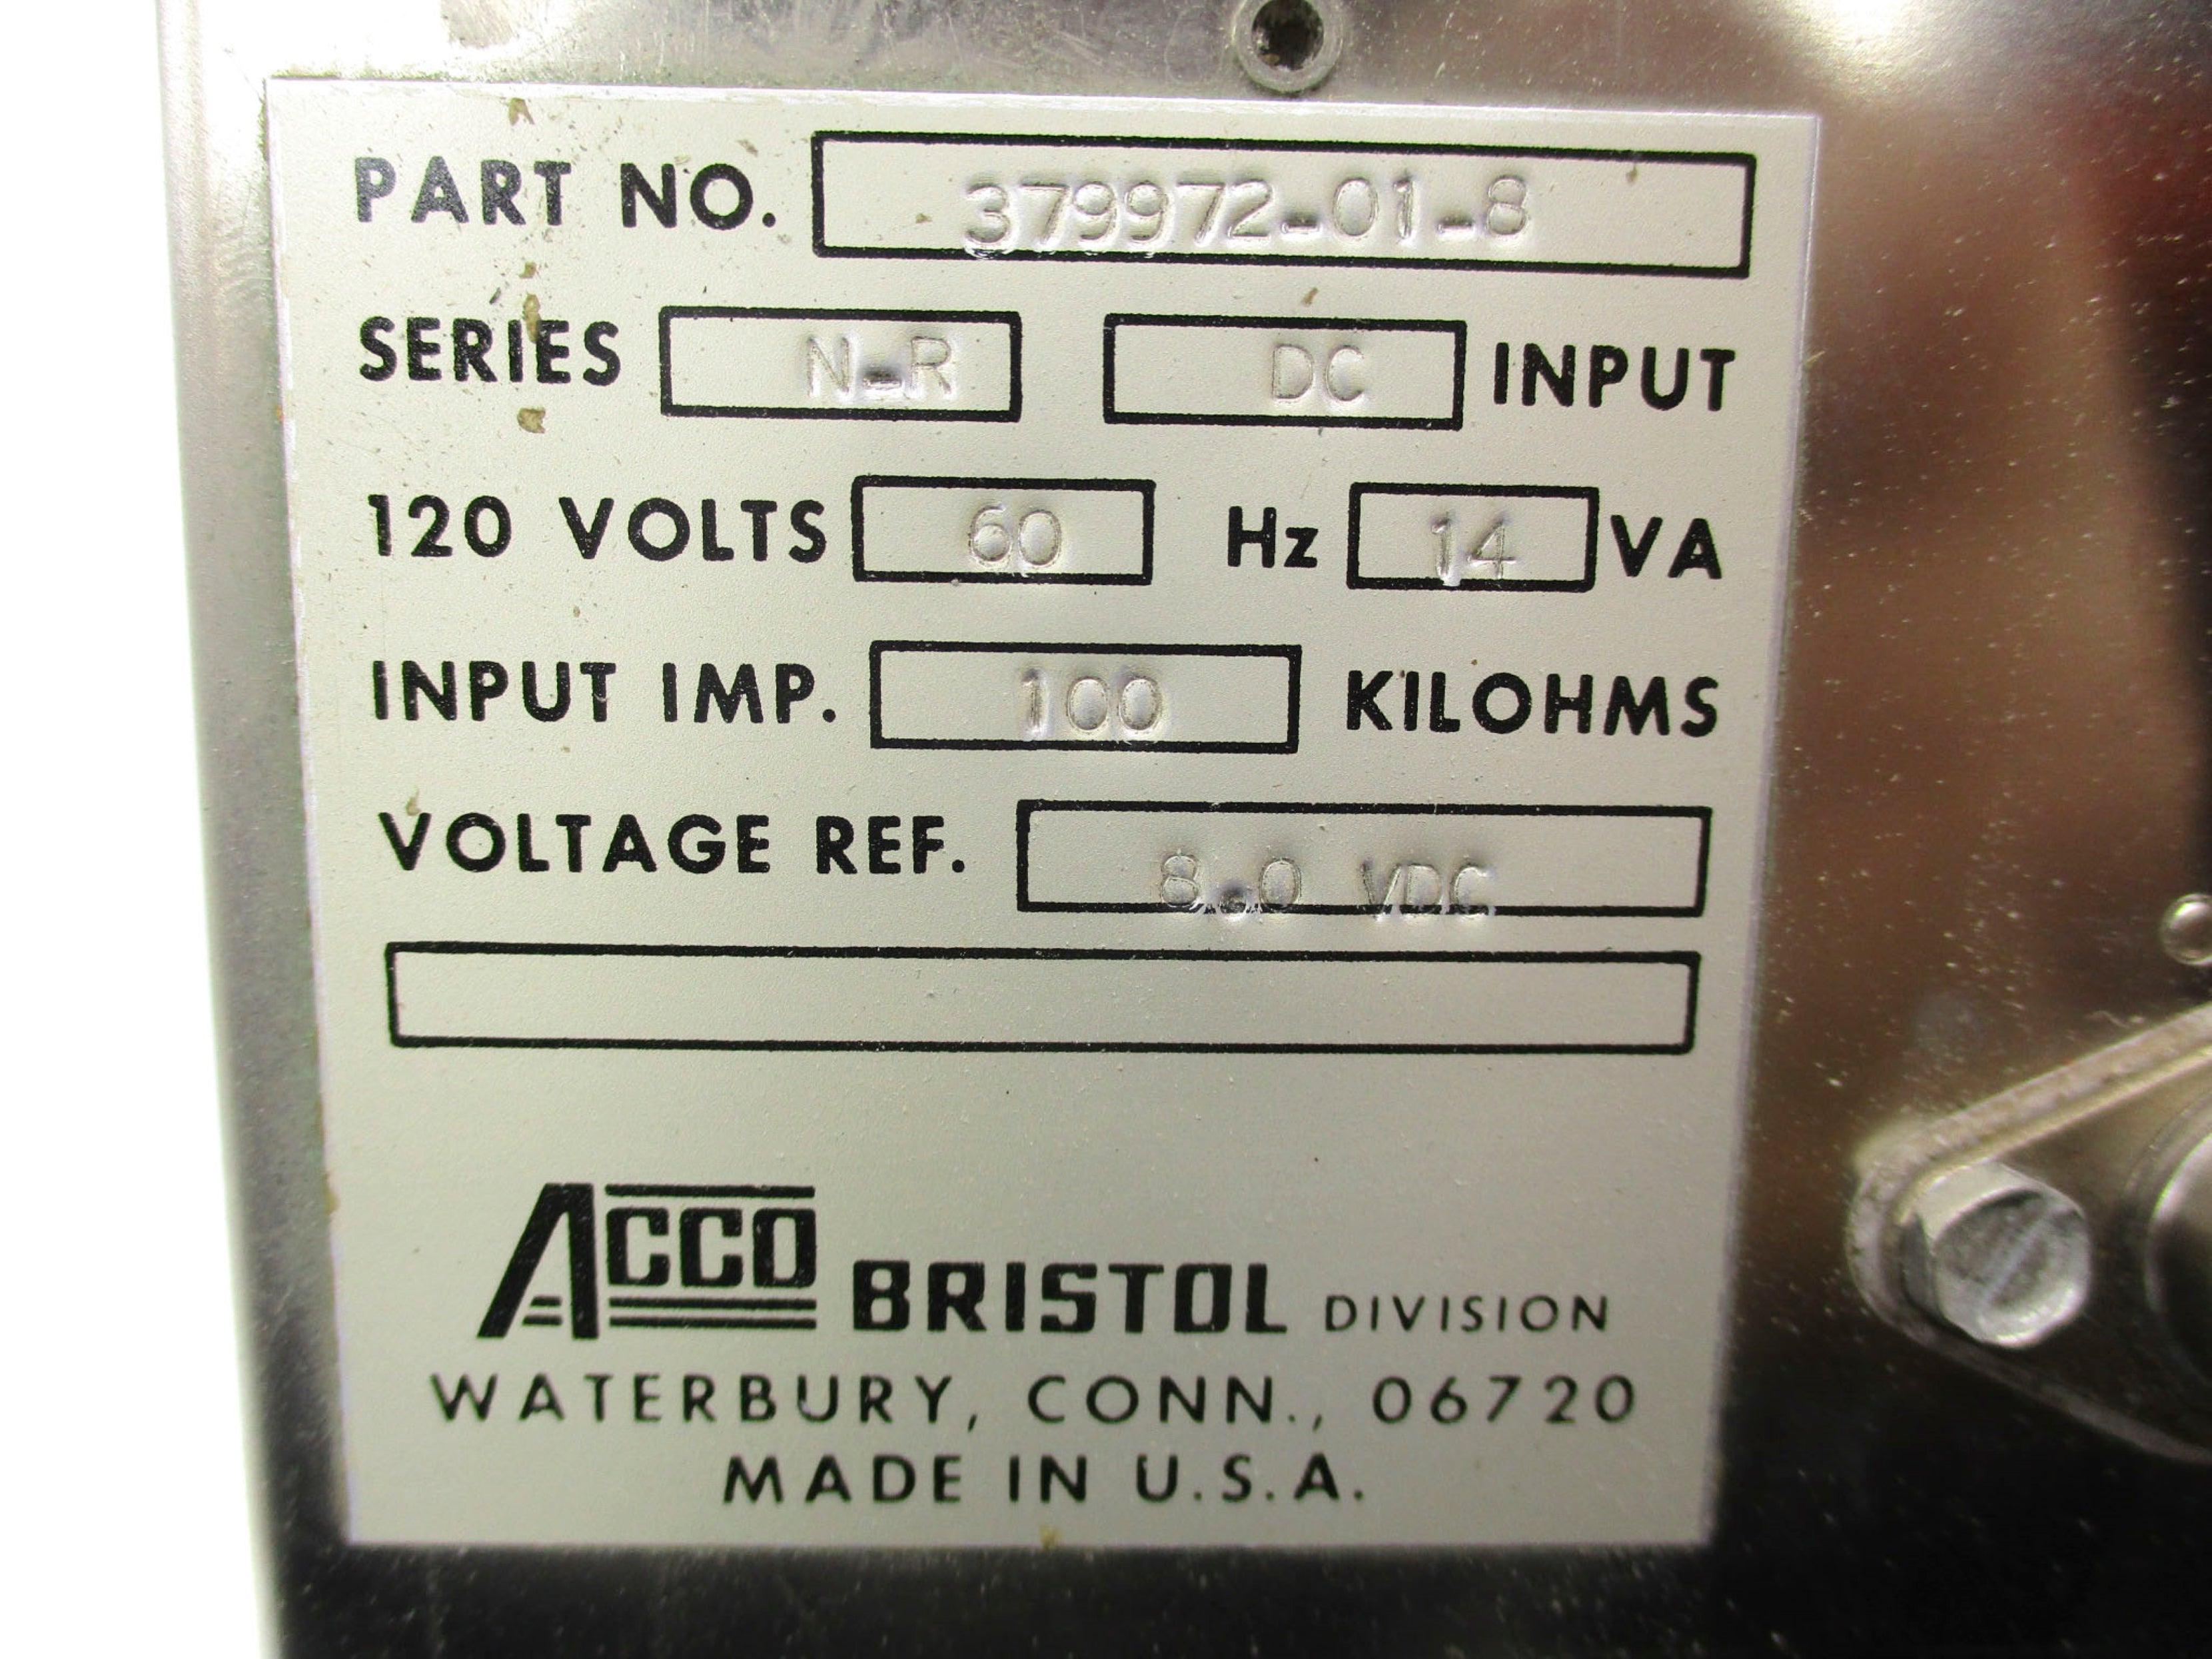 PART NO. 379972-01-8
SERIES N-R DC INPUT
120 VOLTS 60 Hz 14 VA
INPUT IMP. 100 KILOHMS
VOLTAGE REF. 8.0 VDC
ACCO BRISTOL DIVISION
WATERBURY, CONN., 06720
MADE IN U.S.A.